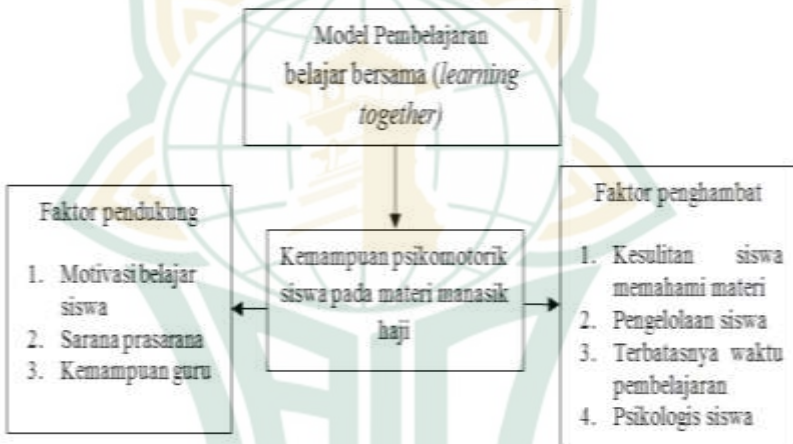 Model Pembelajaran
belajar bersama (learning
together)
Faktor pendukung
1. Motivasi belajar
siswa
2. Sarana prasarana
3. Kemampuan guru
Kemampuan psikomotorik
siswa pada materi manasik
haji
Faktor penghambat
1. Kesulitan siswa
memahami materi
2. Pengelolaan siswa
3. Terbatasnya waktu
pembelajaran
4. Psikologis siswa